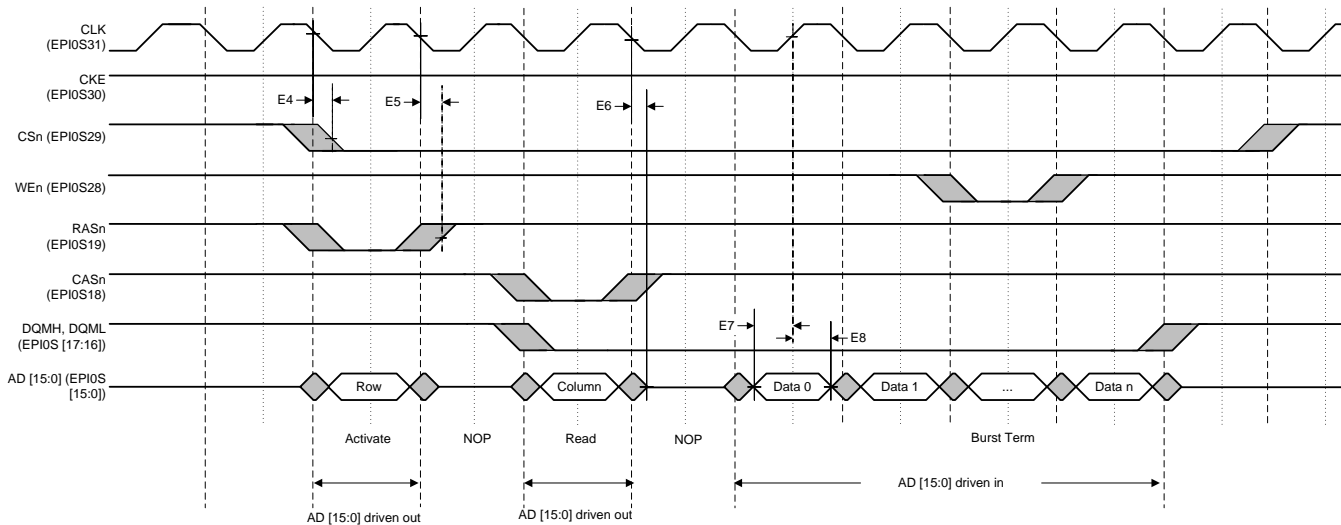 CLK
(EPI0S31)
CKE
(EPI0S30)
E4
E5
E6
CSn (EPI0S29)
WEn (EPI0S28)
RASn
(EPI0S19)
CASn
(EPI0S18)
DQMH, DQML
(EPI0S [17:16])
E7
E8
AD [15:0] (EPI0S
[15:0])
Row
Column
Data 0
Data 1
...
Data n
Activate
NOP
Read
NOP
Burst Term
AD [15:0] driven in
AD [15:0] driven out
AD [15:0] driven out